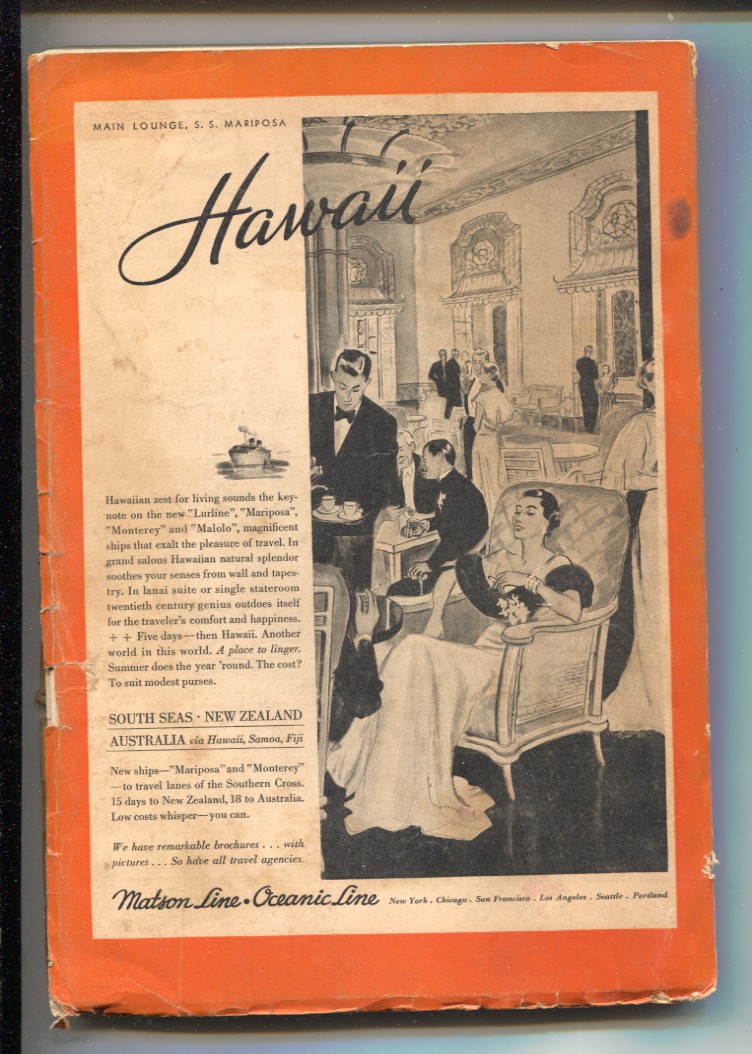 MAIN LOUNGE, S. S. MARIPOSA
Hawaii
Hawaiian zest for living sounds the key-
note on the new "Lurline", "Mariposa",
"Monterey" and "Malolo", magnificent
ships that exalt the pleasure of travel. In
grand salons Hawaiian natural splendor
soothes your senses from wall and tapes-
try. In lanai suite or single stateroom
twentieth century genius outdoes itself
for the traveler's comfort and happiness.
+ + Five days—then Hawaii. Another
world in this world. A place to linger.
Summer does the year 'round. The cost?
To suit modest purses.
SOUTH SEAS · NEW ZEALAND
AUSTRALIA via Hawaii, Samoa, Fiji
New ships—"Mariposa" and "Monterey"
—to travel lanes of the Southern Cross.
15 days to New Zealand, 18 to Australia.
Low costs whisper—you can.
We have remarkable brochures . . . with
pictures . . . So have all travel agencies.
Matson Line • Oceanic Line
New York . Chicago . San Francisco . Los Angeles . Seattle . Portland